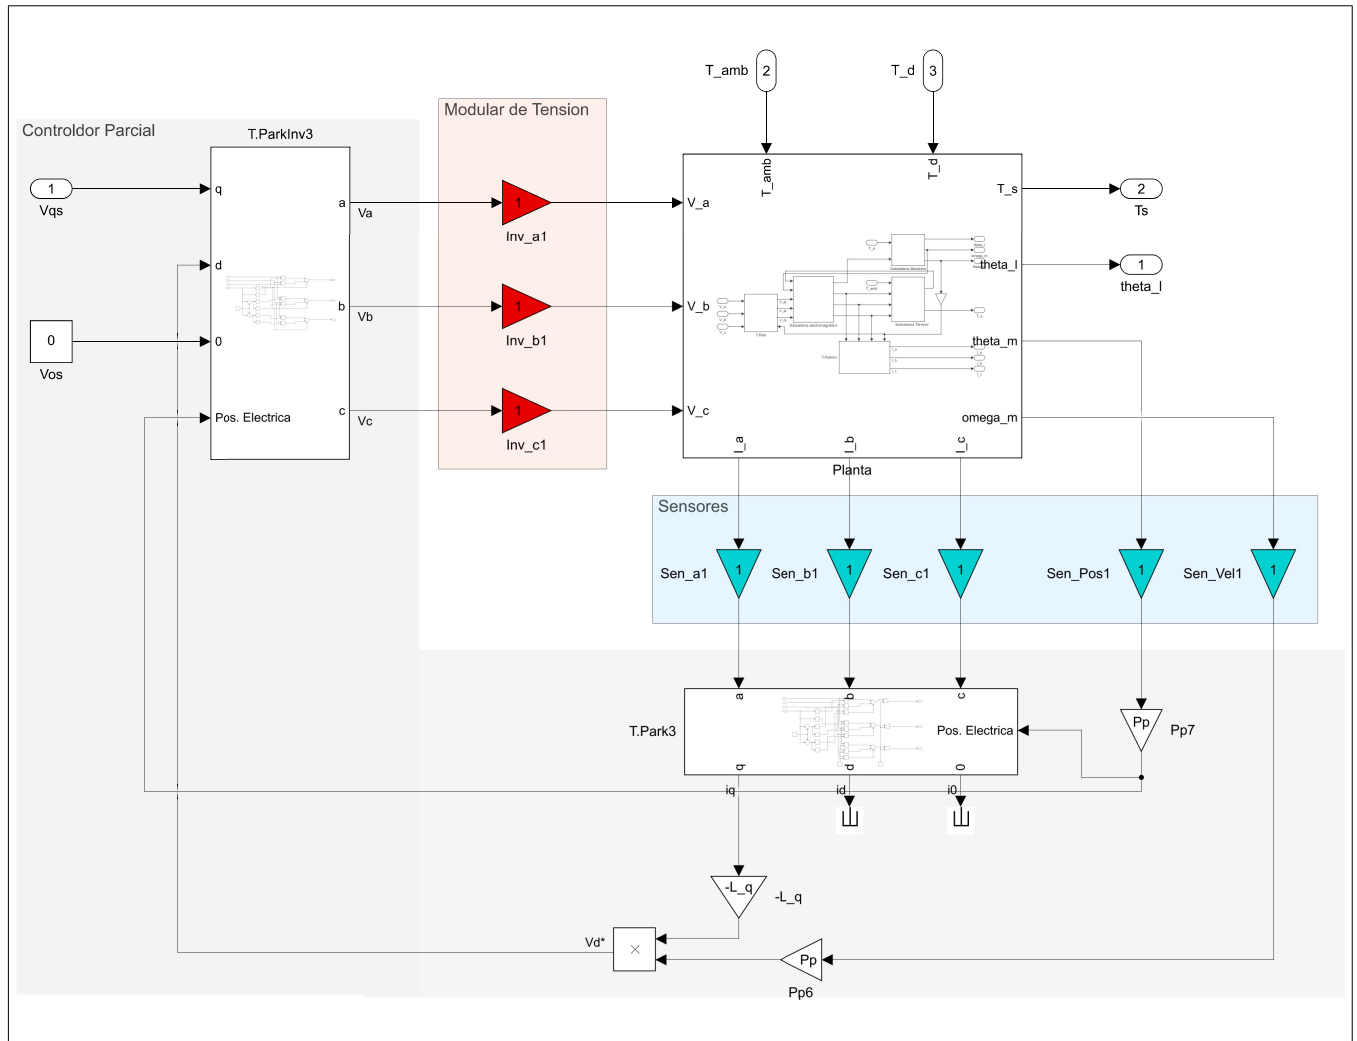 T_amb
2
T_d
3
Modular de Tension
Controldor Parcial
T.ParkInv3
T_amb
T_d
1
Vqs
q
a
Va
1
Inv_a1
V_a
T_s
2
Ts
d
theta_l
1
theta_l
b
Vb
1
Inv_b1
V_b
0
Vos
0
theta_m
Pos. Electrica
c
Vc
1
Inv_c1
V_c
omega_m
I_a
I_b
I_c
Planta
Sensores
Sen_a1
1
Sen_b1
1
Sen_c1
1
Sen_Pos1
1
Sen_Vel1
1
a
b
c
T.Park3
Pos. Electrica
Pp
Pp7
q
d
0
iq
id
i0
-L_q
-L_q
Vd*
×
Pp
Pp6